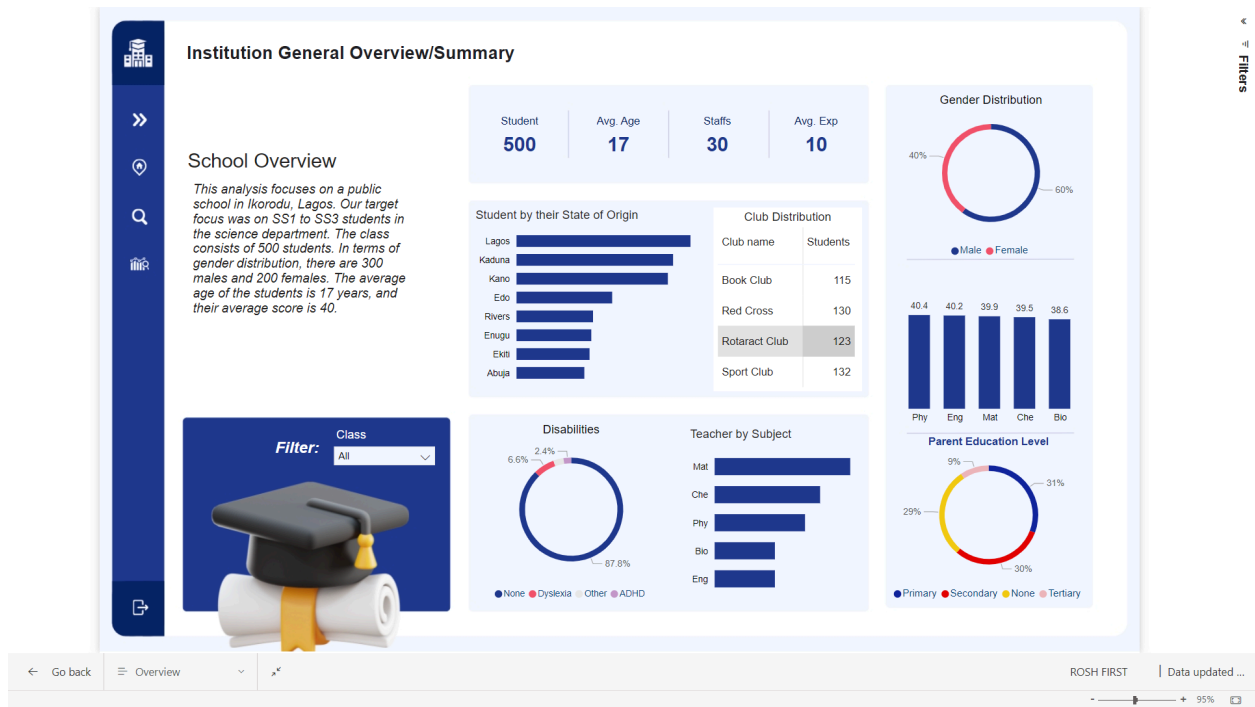 Institution General Overview/Summary
School Overview
This analysis focuses on a public
school in Ikorodu, Lagos. Our target
focus was on SS1 to SS3 students in
the science department. The class
consists of 500 students. In terms of
gender distribution, there are 300
males and 200 females. The average
age of the students is 17 years, and
their average score is 40.
Filter:
Class
All
Student
500
Avg. Age
17
Staffs
30
Avg. Exp
10
Student by their State of Origin
Lagos
Kaduna
Kano
Edo
Rivers
Enugu
Ekiti
Abuja
Club Distribution
Club name Students
Book Club 115
Red Cross 130
Rotaract Club 123
Sport Club 132
Disabilities
2.4%
6.6%
87.8%
None Dyslexia Other ADHD
Teacher by Subject
Mat
Che
Phy
Bio
Eng
Gender Distribution
40%
60%
Male Female
40.4 40.2 39.9 39.5 38.6
Phy Eng Mat Che Bio
Parent Education Level
9%
31%
29%
30%
Primary Secondary None Tertiary
Filters
Go back
Overview
ROSH FIRST
Data updated ...
- + 95%